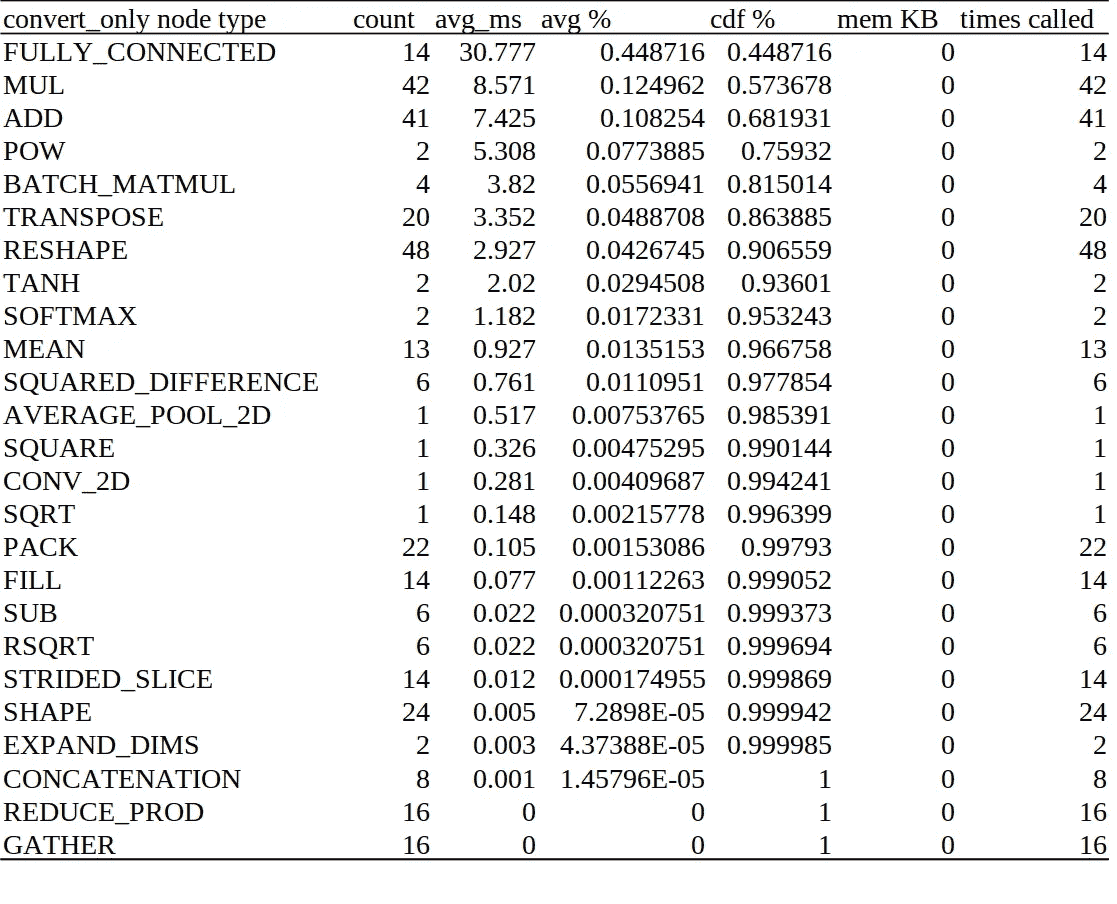 convert_only node type count avg_ms avg % cdf % mem KB times called
FULLY_CONNECTED 14 30.777 0.448716 0.448716 0 14
MUL 42 8.571 0.124962 0.573678 0 42
ADD 41 7.425 0.108254 0.681931 0 41
POW 2 5.308 0.0773885 0.75932 0 2
BATCH_MATMUL 4 3.82 0.0556941 0.815014 0 4
TRANSPOSE 20 3.352 0.0488708 0.863885 0 20
RESHAPE 48 2.927 0.0426745 0.906559 0 48
TANH 2 2.02 0.0294508 0.93601 0 2
SOFTMAX 2 1.182 0.0172331 0.953243 0 2
MEAN 13 0.927 0.0135153 0.966758 0 13
SQUARED_DIFFERENCE 6 0.761 0.0110951 0.977854 0 6
AVERAGE_POOL_2D 1 0.517 0.00753765 0.985391 0 1
SQUARE 1 0.326 0.00475295 0.990144 0 1
CONV_2D 1 0.281 0.00409687 0.994241 0 1
SQRT 1 0.148 0.00215778 0.996399 0 1
PACK 22 0.105 0.00153086 0.99793 0 22
FILL 14 0.077 0.00112263 0.999052 0 14
SUB 6 0.022 0.000320751 0.999373 0 6
RSQRT 6 0.022 0.000320751 0.999694 0 6
STRIDED_SLICE 14 0.012 0.000174955 0.999869 0 14
SHAPE 24 0.005 7.2898E-05 0.999942 0 24
EXPAND_DIMS 2 0.003 4.37388E-05 0.999985 0 2
CONCATENATION 8 0.001 1.45796E-05 1 0 8
REDUCE_PROD 16 0 0 1 0 16
GATHER 16 0 0 1 0 16